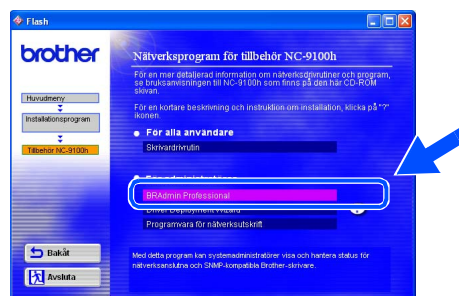 Flash
brother
Nätverksprogram för tillbehör NC-9100h
För en mer detaljerad information om nätverksdrivrutiner och program,
se bruksanvisningen till NC-9100h som finns på den här CD-ROM
skivan.
För en kortare beskrivning och instruktion om installation, klicka på "?"
ikonen.
Huvudmeny
Installationsprogram
Tillbehör NC-9100h
För alla användare
Skrivardrivrutin
För administratörer
BRAdmin Professional
Driver Deployment Wizard
Programvara för nätverksutskrift
Bakåt
Avsluta
Med detta program kan systemadministratörer visa och hantera status för
nätverksanslutna och SNMP-kompatibla Brother-skrivare.